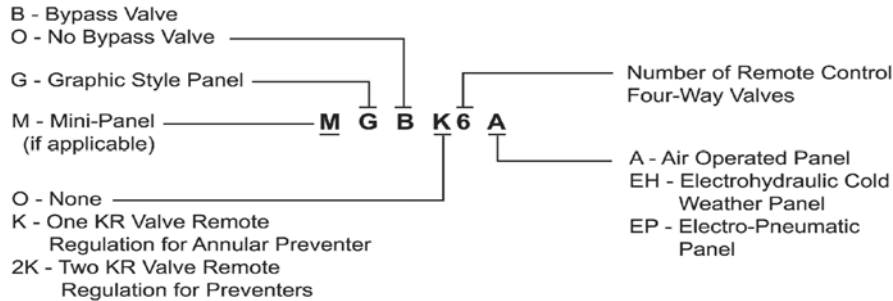 B - Bypass Valve
O - No Bypass Valve
G - Graphic Style Panel
M - Mini-Panel
(if applicable)
M G B K 6 A
Number of Remote Control
Four-Way Valves
O - None
K - One KR Valve Remote
Regulation for Annular Preventer
2K - Two KR Valve Remote
Regulation for Preventers
A - Air Operated Panel
EH - Electrohydraulic Cold
Weather Panel
EP - Electro-Pneumatic
Panel